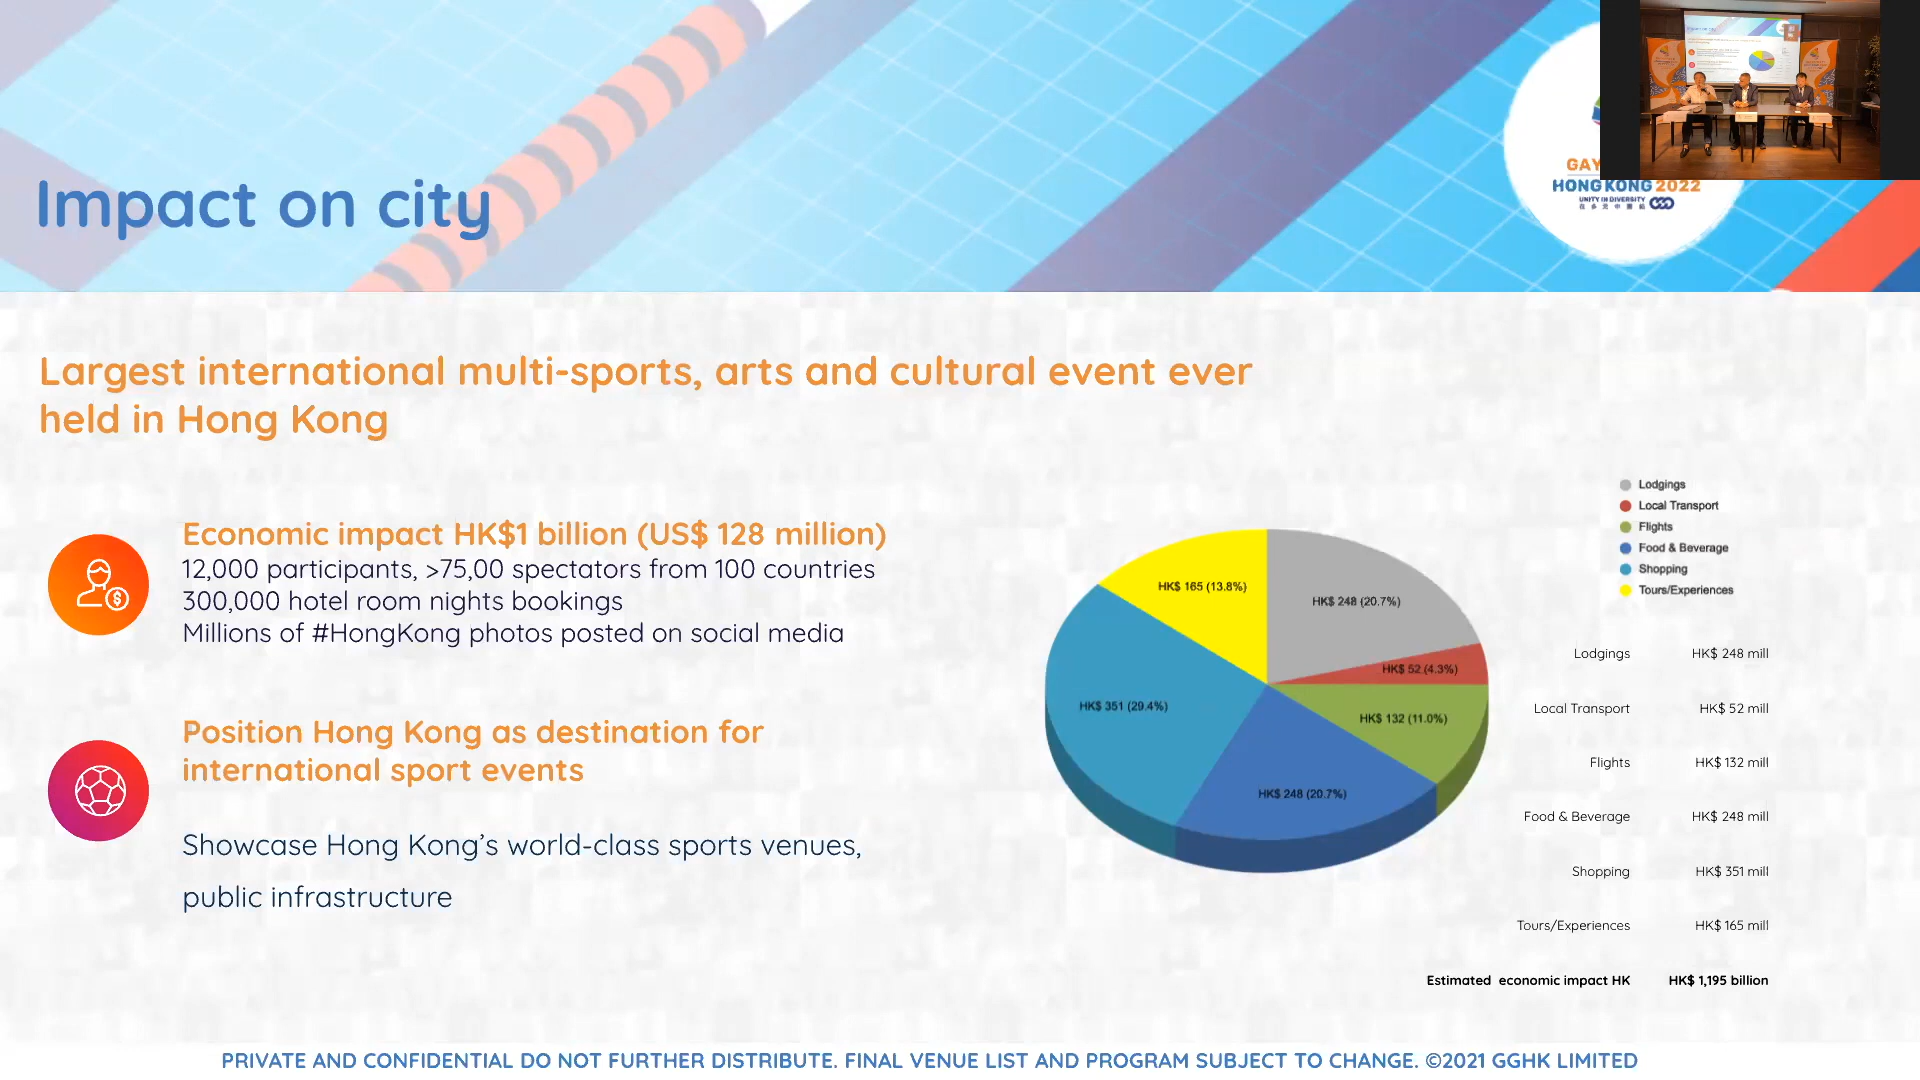 Impact on city
GAY
HONG KONG 2022
UNITY IN DIVERSITY
Largest international multi-sports, arts and cultural event ever
held in Hong Kong
Economic impact HK$1 billion (US$ 128 million)
12,000 participants, >75,00 spectators from 100 countries
300,000 hotel room nights bookings
Millions of #HongKong photos posted on social media
Position Hong Kong as destination for
international sport events
Showcase Hong Kong’s world-class sports venues,
public infrastructure
HK$ 165 (13.8%)
HK$ 248 (20.7%)
HK$ 52 (4.3%)
HK$ 351 (29.4%)
HK$ 132 (11.0%)
HK$ 248 (20.7%)
Lodgings
Local Transport
Flights
Food & Beverage
Shopping
Tours/Experiences
Lodgings HK$ 248 mill
Local Transport HK$ 52 mill
Flights HK$ 132 mill
Food & Beverage HK$ 248 mill
Shopping HK$ 351 mill
Tours/Experiences HK$ 165 mill
Estimated economic impact HK HK$ 1,195 billion
PRIVATE AND CONFIDENTIAL DO NOT FURTHER DISTRIBUTE. FINAL VENUE LIST AND PROGRAM SUBJECT TO CHANGE. ©2021 GGHK LIMITED